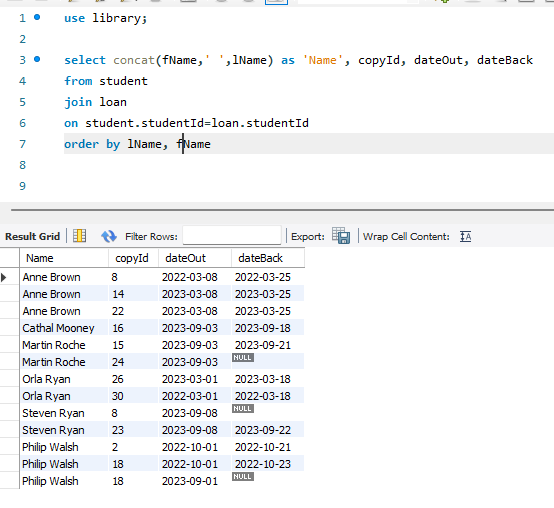 1 use library;
2
3 select concat(fName,' ',lName) as 'Name', copyId, dateOut, dateBack
4 from student
5 join loan
6 on student.studentId=loan.studentId
7 order by lName, fName
8
9
Result Grid Filter Rows: Export: Wrap Cell Content:
Name copyId dateOut dateBack
Anne Brown 8 2022-03-08 2022-03-25
Anne Brown 14 2023-03-08 2023-03-25
Anne Brown 22 2023-03-08 2023-03-25
Cathal Mooney 16 2023-09-03 2023-09-18
Martin Roche 15 2023-09-03 2023-09-21
Martin Roche 24 2023-09-03 NULL
Orla Ryan 26 2023-03-01 2023-03-18
Orla Ryan 30 2022-03-01 2022-03-18
Steven Ryan 8 2023-09-08 NULL
Steven Ryan 23 2023-09-08 2023-09-22
Philip Walsh 2 2022-10-01 2022-10-21
Philip Walsh 18 2022-10-01 2022-10-23
Philip Walsh 18 2023-09-01 NULL